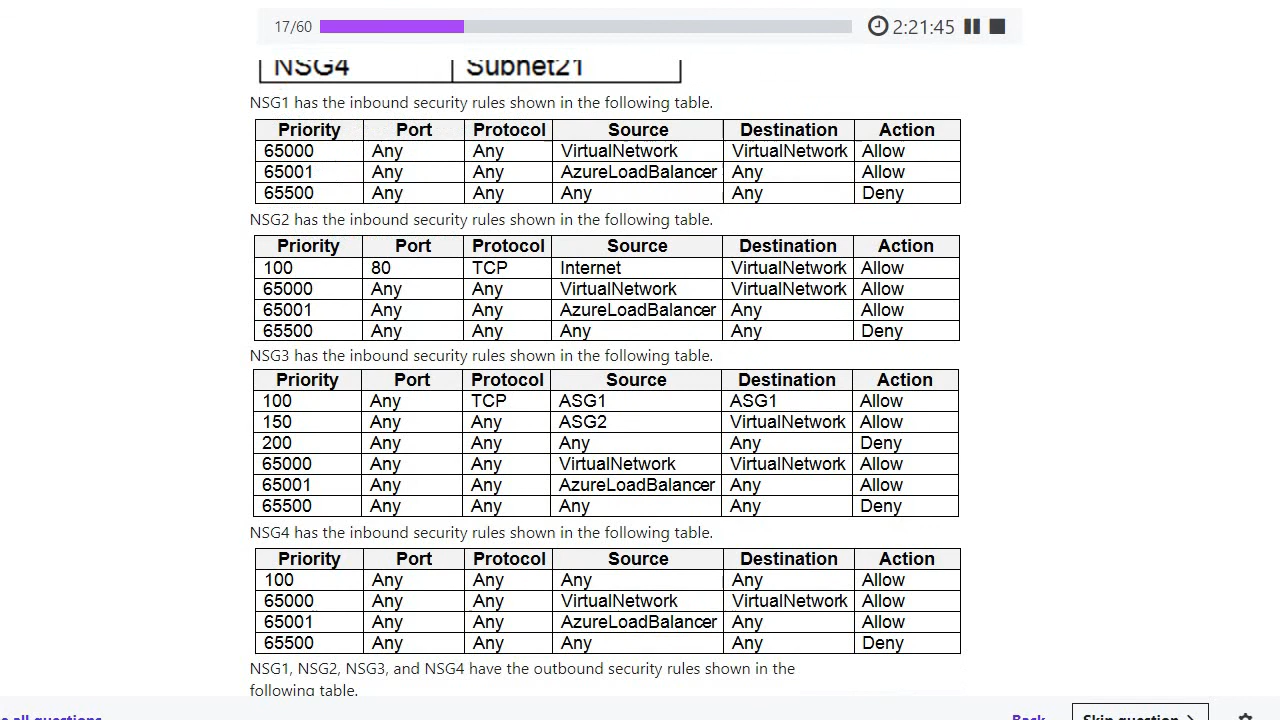 17/60 2:21:45
NSG4 Subnet21
NSG1 has the inbound security rules shown in the following table.
Priority Port Protocol Source Destination Action
65000 Any Any VirtualNetwork VirtualNetwork Allow
65001 Any Any AzureLoadBalancer Any Allow
65500 Any Any Any Any Deny
NSG2 has the inbound security rules shown in the following table.
Priority Port Protocol Source Destination Action
100 80 TCP Internet VirtualNetwork Allow
65000 Any Any VirtualNetwork VirtualNetwork Allow
65001 Any Any AzureLoadBalancer Any Allow
65500 Any Any Any Any Deny
NSG3 has the inbound security rules shown in the following table.
Priority Port Protocol Source Destination Action
100 Any TCP ASG1 ASG1 Allow
150 Any Any ASG2 VirtualNetwork Allow
200 Any Any Any Any Deny
65000 Any Any VirtualNetwork VirtualNetwork Allow
65001 Any Any AzureLoadBalancer Any Allow
65500 Any Any Any Any Deny
NSG4 has the inbound security rules shown in the following table.
Priority Port Protocol Source Destination Action
100 Any Any Any Any Allow
65000 Any Any VirtualNetwork VirtualNetwork Allow
65001 Any Any AzureLoadBalancer Any Allow
65500 Any Any Any Any Deny
NSG1, NSG2, NSG3, and NSG4 have the outbound security rules shown in the
following table.
e all questions Back Skip question